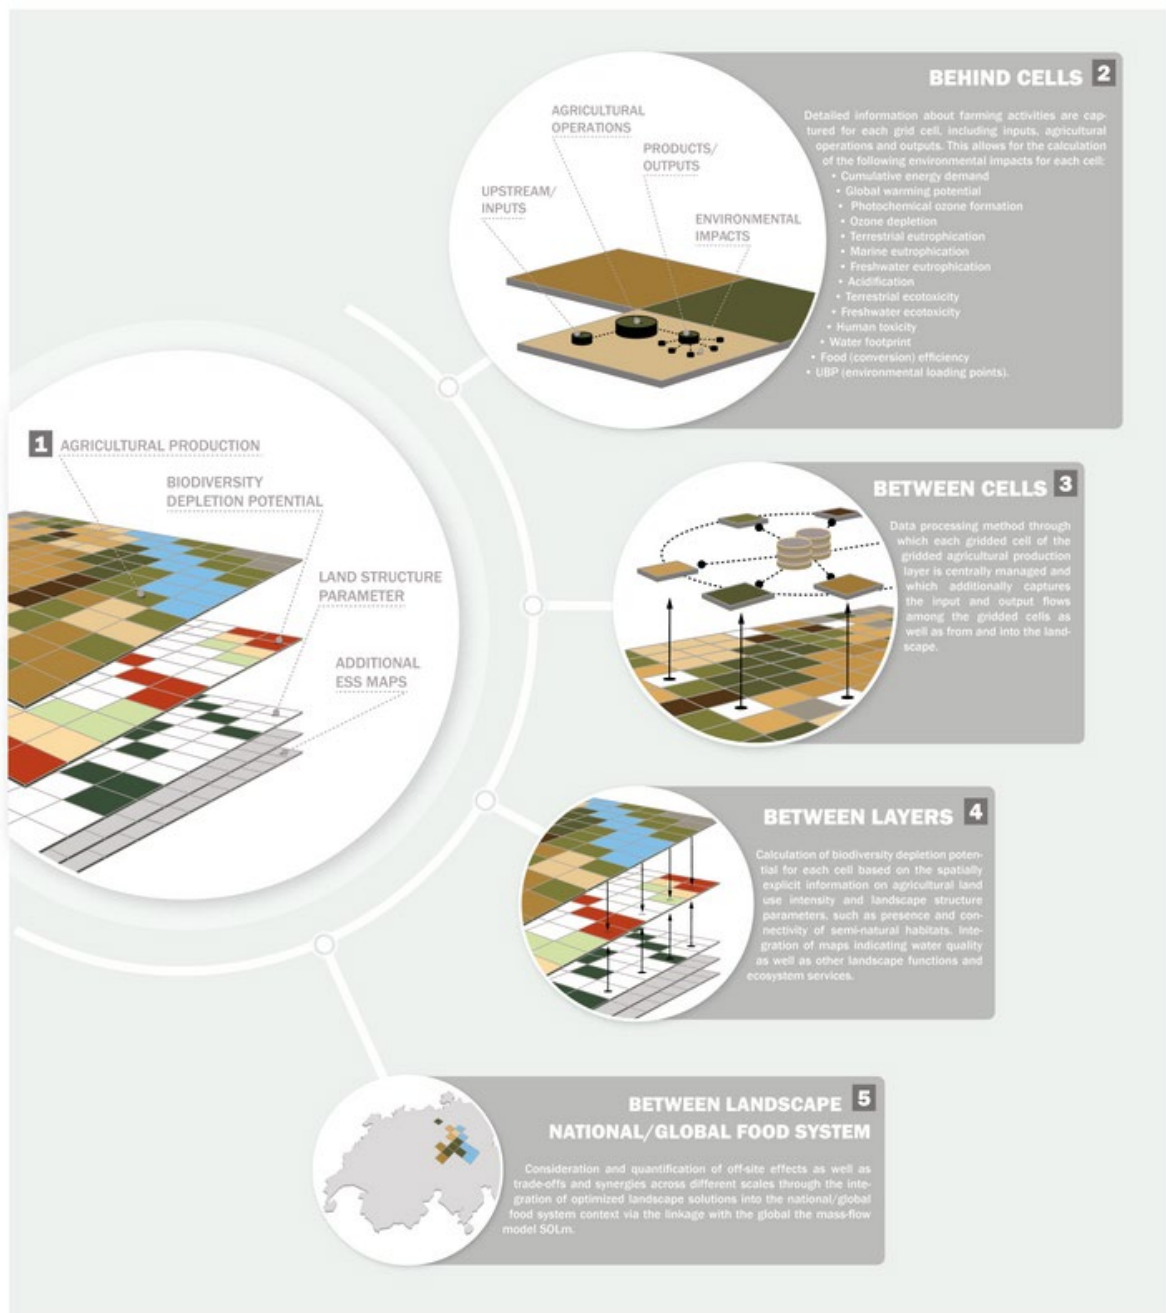 BEHIND CELLS 2
Detailed information about farming activities are cap-
tured for each grid cell, including inputs, agricultural
operations and outputs. This allows for the calculation
of the following environmental impacts for each cell:
• Cumulative energy demand
• Global warming potential
• Photochemical ozone formation
• Ozone depletion
• Terrestrial eutrophication
• Marine eutrophication
• Freshwater eutrophication
• Acidification
• Terrestrial ecotoxicity
• Freshwater ecotoxicity
• Human toxicity
• Water footprint
• Food (conversion) efficiency
• UBP (environmental loading points).
AGRICULTURAL
OPERATIONS
PRODUCTS/
OUTPUTS
UPSTREAM/
INPUTS
ENVIRONMENTAL
IMPACTS
1 AGRICULTURAL PRODUCTION
BIODIVERSITY
DEPLETION POTENTIAL
LAND STRUCTURE
PARAMETER
ADDITIONAL
ESS MAPS
BETWEEN CELLS 3
Data processing method through
which each gridded cell of the
gridded agricultural production
layer is centrally managed and
which additionally captures
the input and output flows
among the gridded cells as
well as from and into the land-
scape.
BETWEEN LAYERS 4
Calculation of biodiversity depletion poten-
tial for each cell based on the spatially
explicit information on agricultural land
use intensity and landscape structure
parameters, such as presence and con-
nectivity of semi-natural habitats. Inte-
gration of maps indicating water quality
as well as other landscape functions and
ecosystem services.
BETWEEN LANDSCAPE 5
NATIONAL/GLOBAL FOOD SYSTEM
Consideration and quantification of off-site effects as well as
trade-offs and synergies across different scales through the inte-
gration of optimized landscape solutions into the national/global
food system context via the linkage with the global the mass-flow
model SOLm.